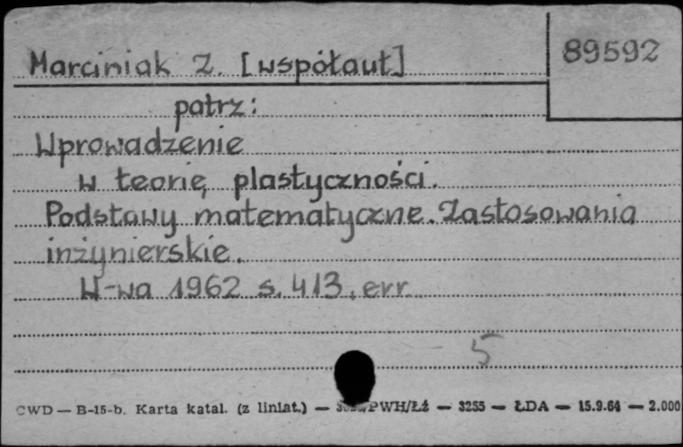 Marciniak Z. [współaut]
89592
patrz:
Wprowadzenie
w teorię plastyczności.
Podstawy matematyczne. Zastosowania
inżynierskie.
W-wa 1962 s. 413, err
5
CWD — B-15-b. Karta katal. (z liniat.) — PWH/Łź — 3255 — ŁDA — 15.9.64 — 2.000